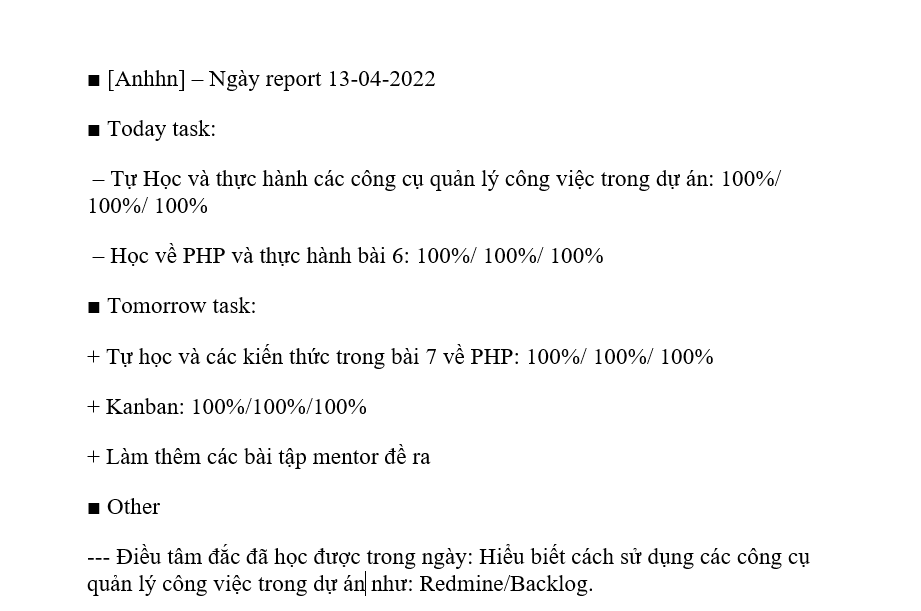 ■ [Anhhn] – Ngày report 13-04-2022
■ Today task:
– Tự Học và thực hành các công cụ quản lý công việc trong dự án: 100%/
100%/ 100%
– Học về PHP và thực hành bài 6: 100%/ 100%/ 100%
■ Tomorrow task:
+ Tự học và các kiến thức trong bài 7 về PHP: 100%/ 100%/ 100%
+ Kanban: 100%/100%/100%
+ Làm thêm các bài tập mentor đề ra
■ Other
--- Điều tâm đắc đã học được trong ngày: Hiểu biết cách sử dụng các công cụ
quản lý công việc trong dự án như: Redmine/Backlog.